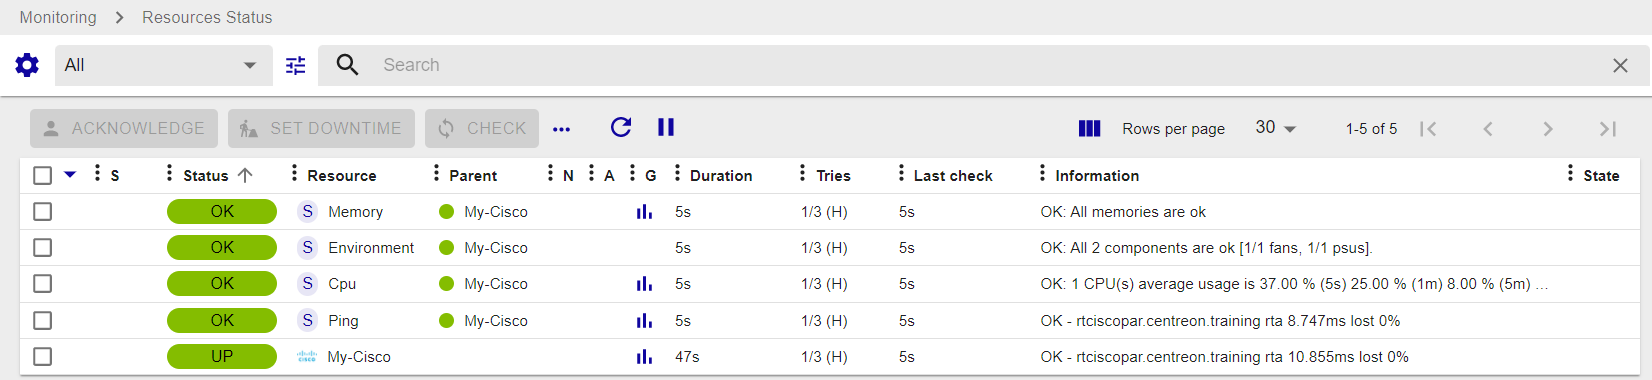 Monitoring > Resources Status
All Search
ACKNOWLEDGE SET DOWNTIME CHECK ... Rows per page 30 1-5 of 5
S Status Resource Parent N A G Duration Tries Last check Information State
OK S Memory My-Cisco 5s 1/3 (H) 5s OK: All memories are ok
OK S Environment My-Cisco 5s 1/3 (H) 5s OK: All 2 components are ok [1/1 fans, 1/1 psus].
OK S Cpu My-Cisco 5s 1/3 (H) 5s OK: 1 CPU(s) average usage is 37.00 % (5s) 25.00 % (1m) 8.00 % (5m) ...
OK S Ping My-Cisco 5s 1/3 (H) 5s OK - rtciscopar.centreon.training rta 8.747ms lost 0%
UP CISCO My-Cisco 47s 1/3 (H) 5s OK - rtciscopar.centreon.training rta 10.855ms lost 0%